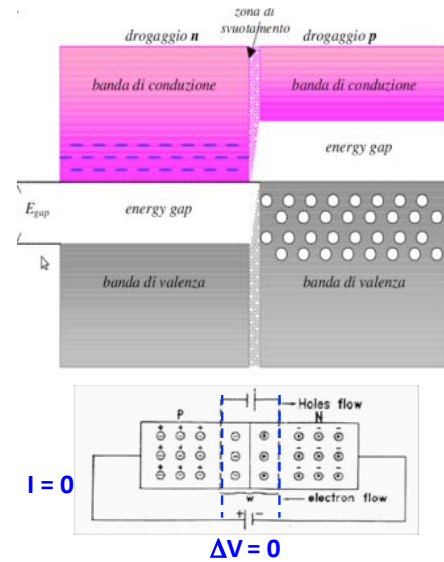 zona di
svuotamento
drogaggio n
drogaggio p
banda di conduzione
banda di conduzione
energy gap
E_gap
energy gap
banda di valenza
banda di valenza
Holes flow
P
N
+ + +
- - -
- - -
- +
+ + +
I = 0
w
electron flow
+ -
ΔV = 0